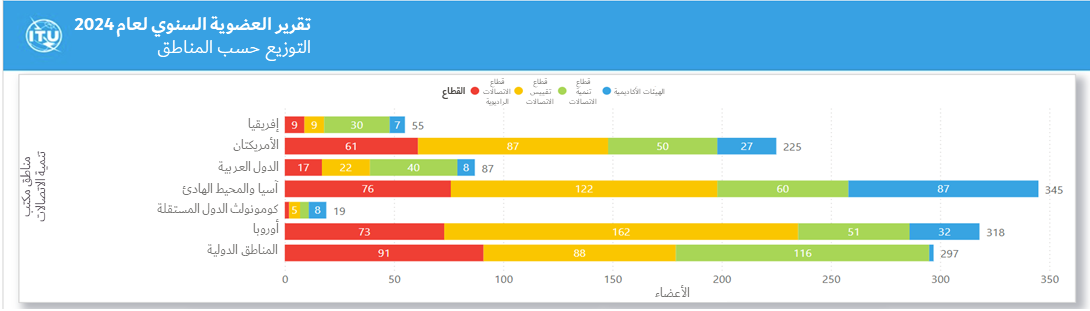 تقرير العضوية السنوي لعام 2024
التوزيع حسب المناطق
ITU
القطاع
قطاع الاتصالات الراديوية
قطاع تقييس الاتصالات
قطاع تنمية الاتصالات
الهيئات الأكاديمية
مناطق مكتب
تنمية الاتصالات
إفريقيا 9 9 30 7 55
الأمريكتان 61 87 50 27 225
الدول العربية 17 22 40 8 87
آسيا والمحيط الهادئ 76 122 60 87 345
كومونولث الدول المستقلة 5 8 19
أوروبا 73 162 51 32 318
المناطق الدولية 91 88 116 297
0 50 100 150 200 250 300 350
الأعضاء